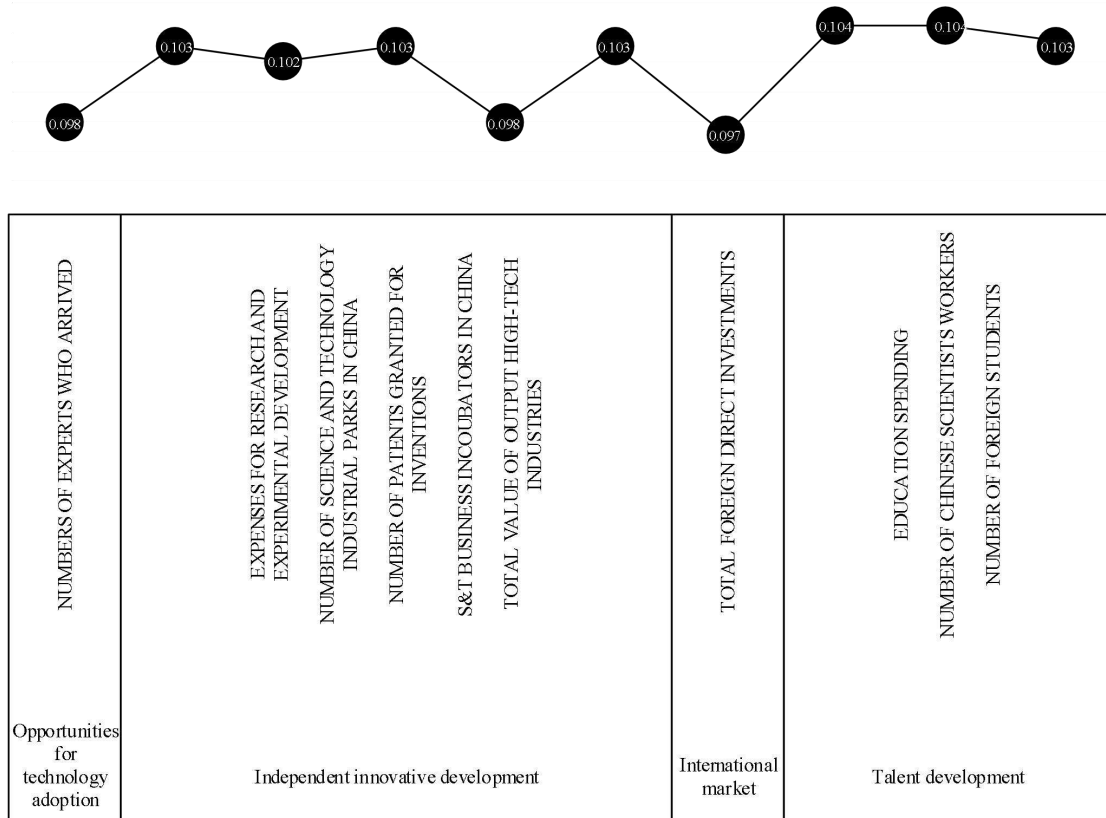 0.098
0.103
0.102
0.103
0.098
0.103
0.097
0.104
0.104
0.103
NUMBERS OF EXPERTS WHO ARRIVED
EXPENSES FOR RESEARCH AND
EXPERIMENTAL DEVELOPMENT
NUMBER OF SCIENCE AND TECHNOLOGY
INDUSTRIAL PARKS IN CHINA
NUMBER OF PATENTS GRANTED FOR
INVENTIONS
S&T BUSINESS INCOUBATORS IN CHINA
TOTAL VALUE OF OUTPUT HIGH-TECH
INDUSTRIES
TOTAL FOREIGN DIRECT INVESTMENTS
EDUCATION SPENDING
NUMBER OF CHINESE SCIENTISTS WORKERS
NUMBER OF FOREIGN STUDENTS
Opportunities
for
technology
adoption
Independent innovative development
International
market
Talent development